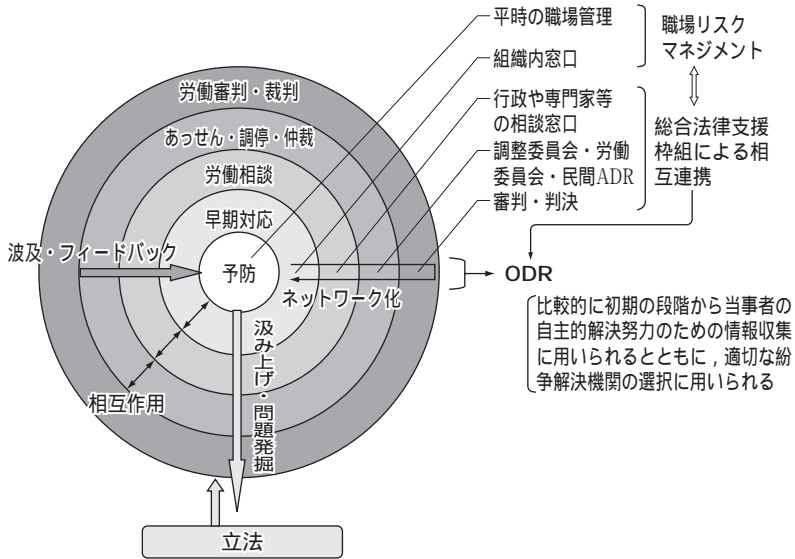 平時の職場管理
組織内窓口
行政や専門家等
の相談窓口
調整委員会・労働
委員会・民間ADR
審判・判決
職場リスク
マネジメント
総合法律支援
枠組による相
互連携
労働審判・裁判
あっせん・調停・仲裁
労働相談
早期対応
予防
波及・フィードバック
ネットワーク化
相互作用
汲み上げ・問題発掘
立法
ODR
比較的に初期の段階から当事者の
自主的解決努力のための情報収集
に用いられるとともに，適切な紛
争解決機関の選択に用いられる